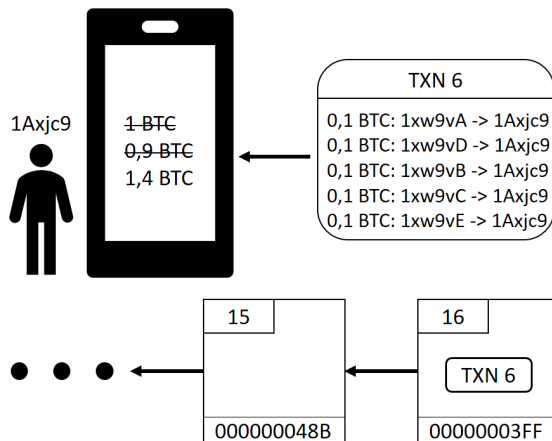 TXN 6
1Axjc9
1 BTC
0,9 BTC
1,4 BTC
0,1 BTC: 1xw9vA -> 1Axjc9
0,1 BTC: 1xw9vD -> 1Axjc9
0,1 BTC: 1xw9vB -> 1Axjc9
0,1 BTC: 1xw9vC -> 1Axjc9
0,1 BTC: 1xw9vE -> 1Axjc9
15
16
TXN 6
000000048B
00000003FF